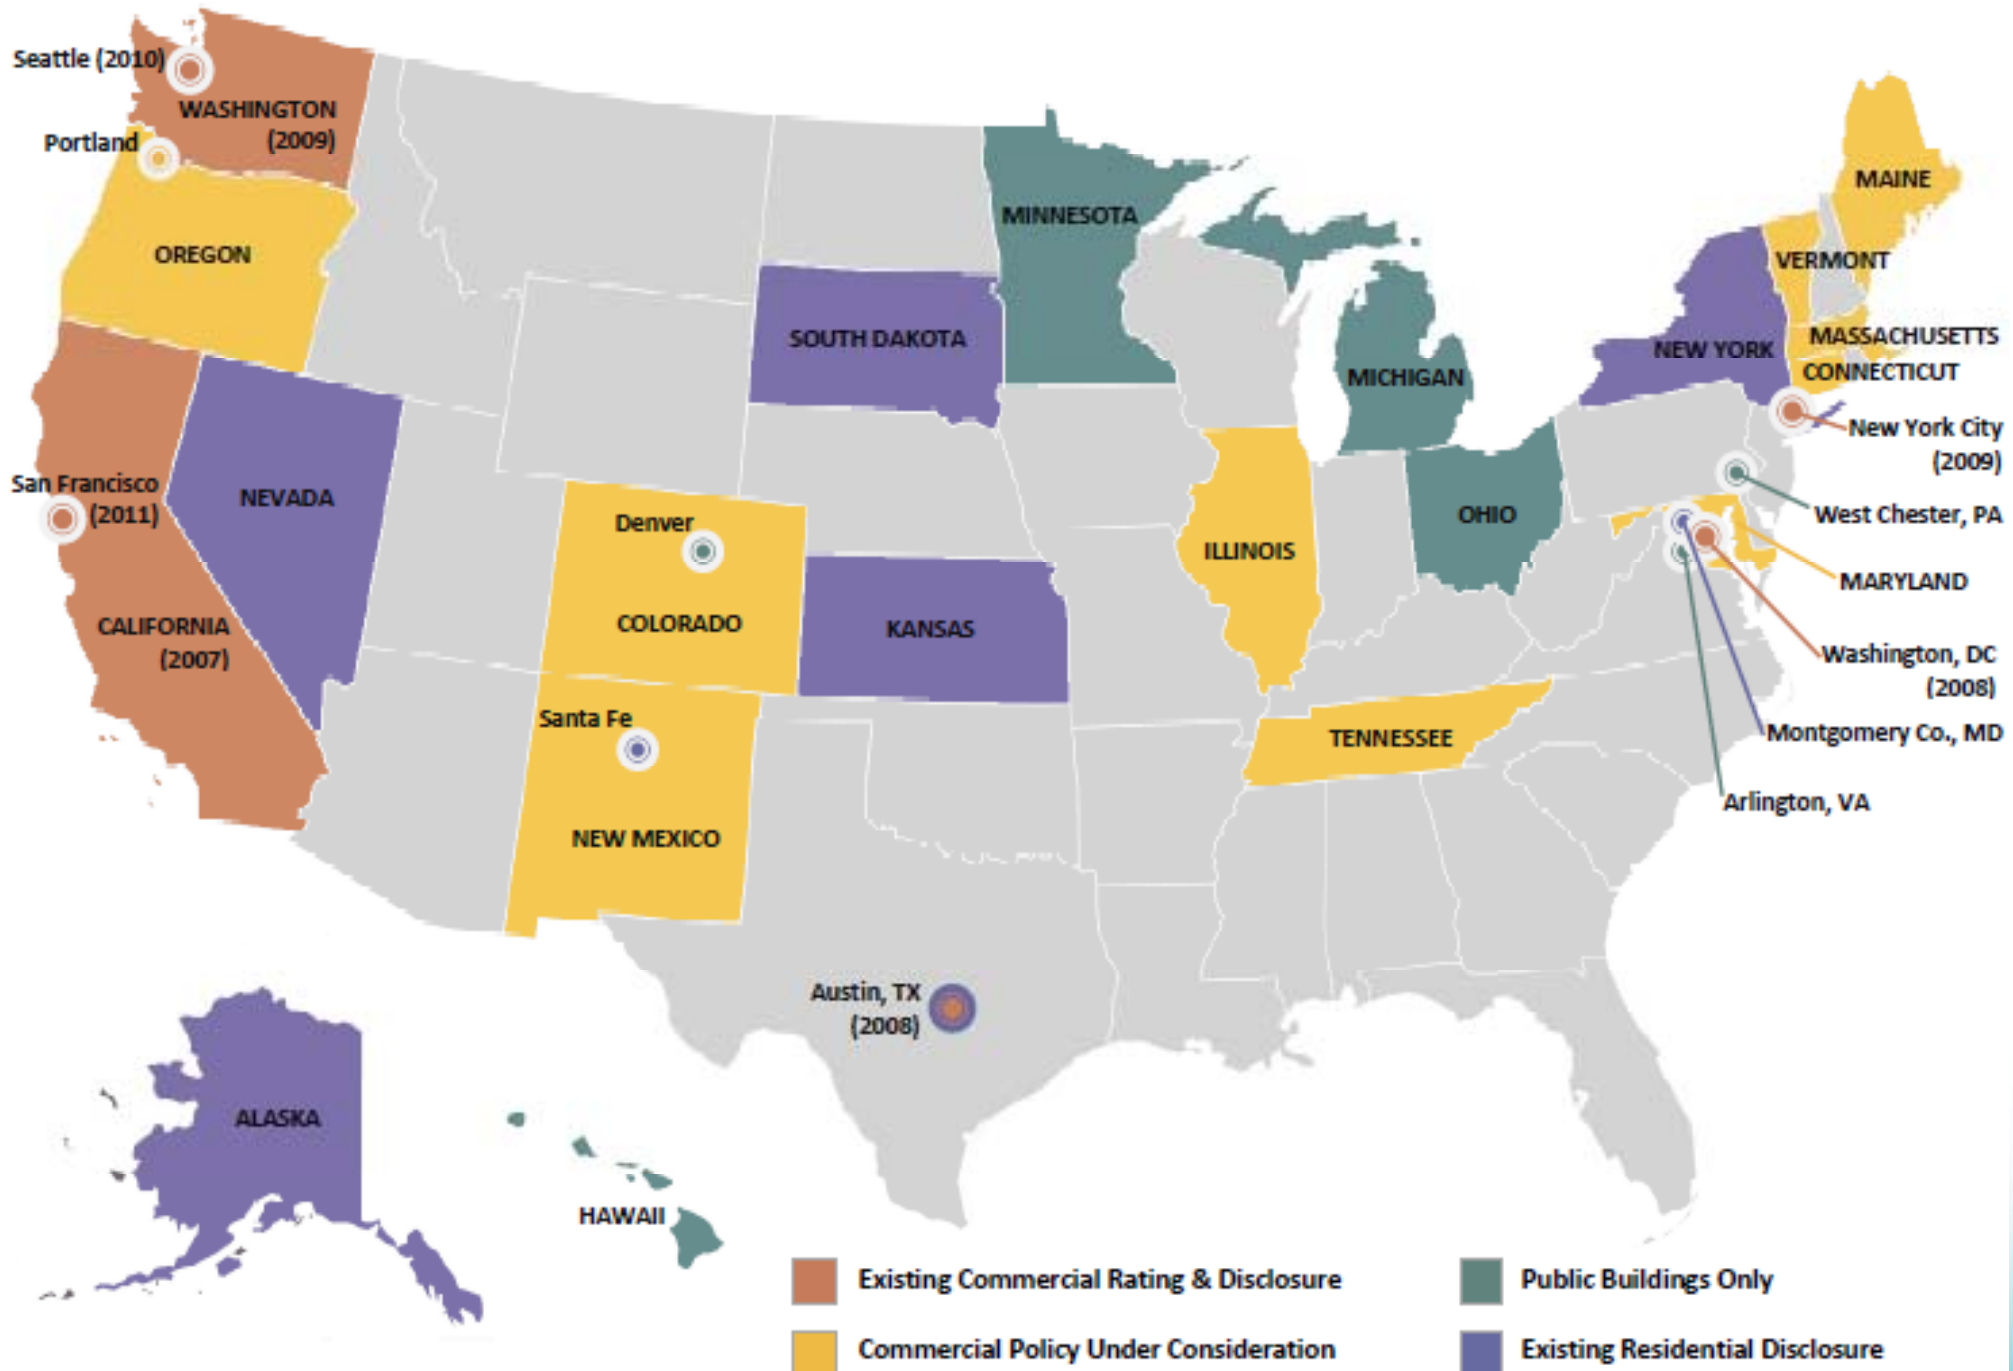 Seattle (2010)
WASHINGTON
(2009)
Portland
OREGON
MINNESOTA
MAINE
VERMONT
SOUTH DAKOTA
MASSACHUSETTS
NEW YORK
MICHIGAN
CONNECTICUT
New York City
(2009)
San Francisco
(2011)
NEVADA
Denver
OHIO
West Chester, PA
ILLINOIS
MARYLAND
COLORADO
KANSAS
CALIFORNIA
(2007)
Washington, DC
(2008)
Santa Fe
TENNESSEE
Montgomery Co., MD
Arlington, VA
NEW MEXICO
Austin, TX
(2008)
ALASKA
HAWAII
Existing Commercial Rating & Disclosure
Public Buildings Only
Commercial Policy Under Consideration
Existing Residential Disclosure